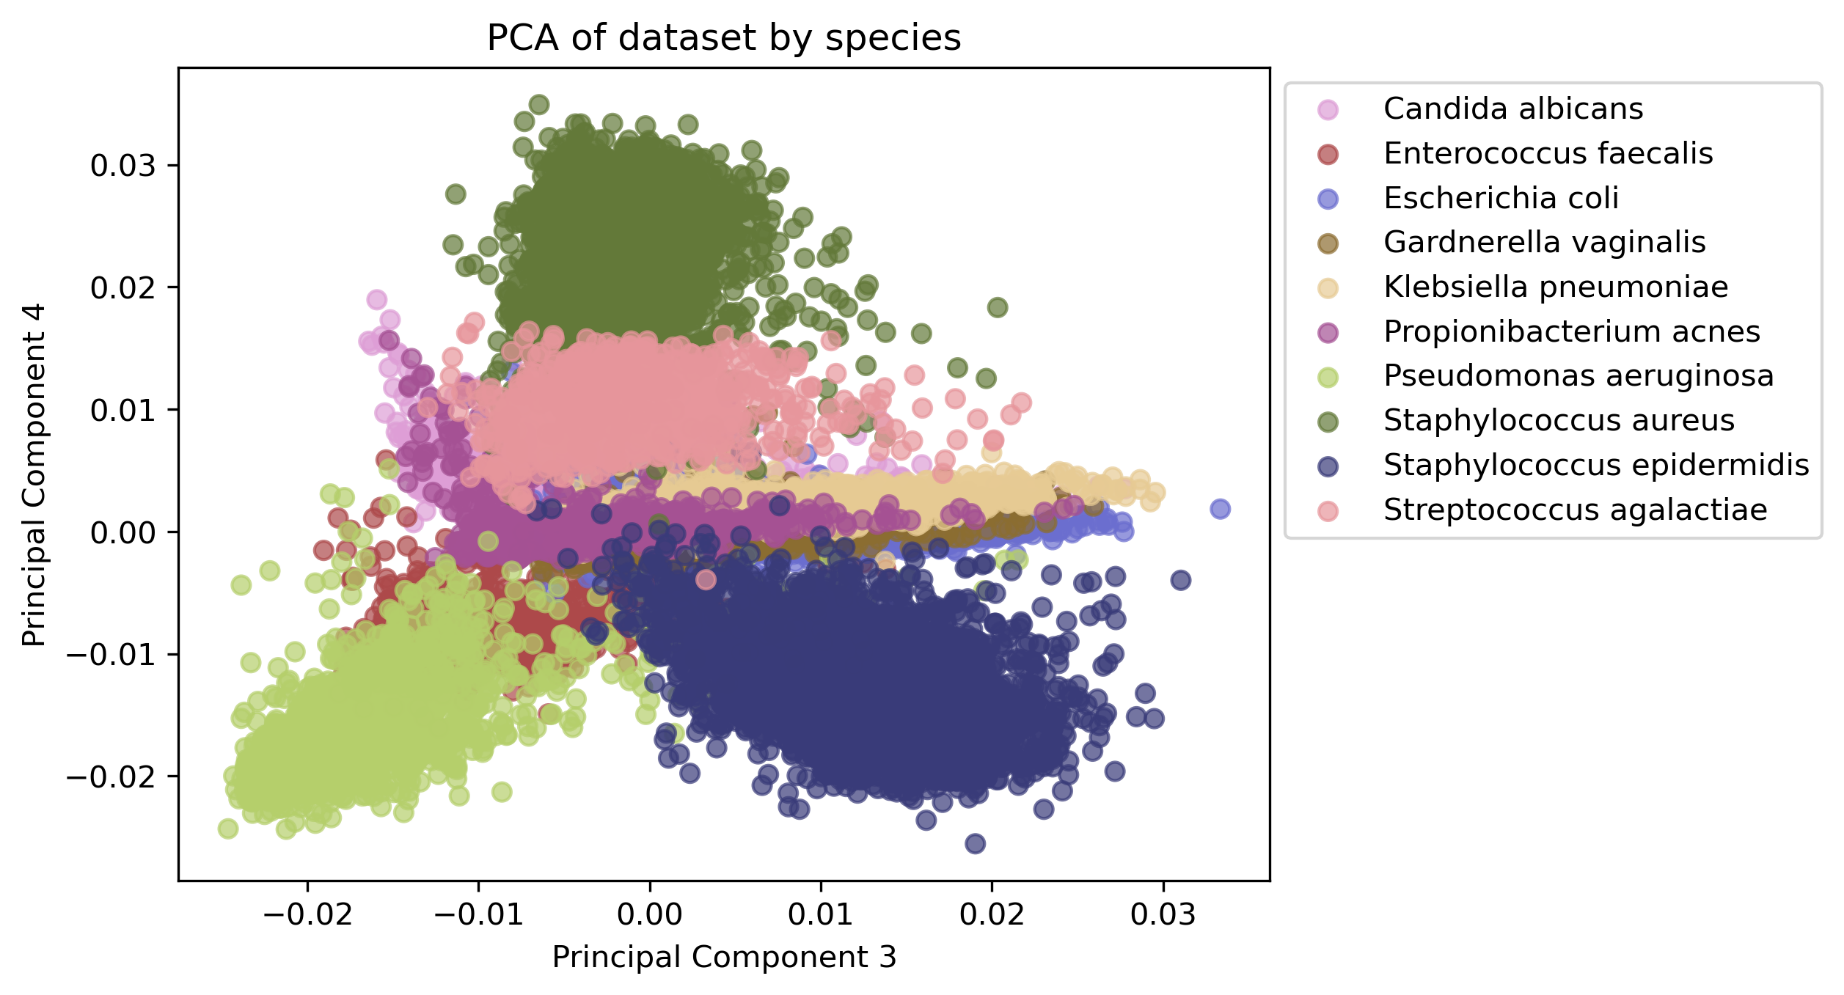 PCA of dataset by species
0.03
0.02
0.01
0.00
−0.01
−0.02
Principal Component 4
−0.02
−0.01
0.00
0.01
0.02
0.03
Principal Component 3
Candida albicans
Enterococcus faecalis
Escherichia coli
Gardnerella vaginalis
Klebsiella pneumoniae
Propionibacterium acnes
Pseudomonas aeruginosa
Staphylococcus aureus
Staphylococcus epidermidis
Streptococcus agalactiae